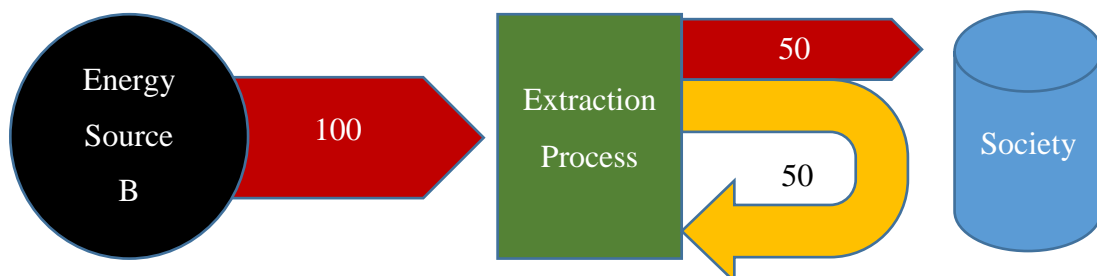 Energy
Source
B
100
Extraction
Process
50
50
Society